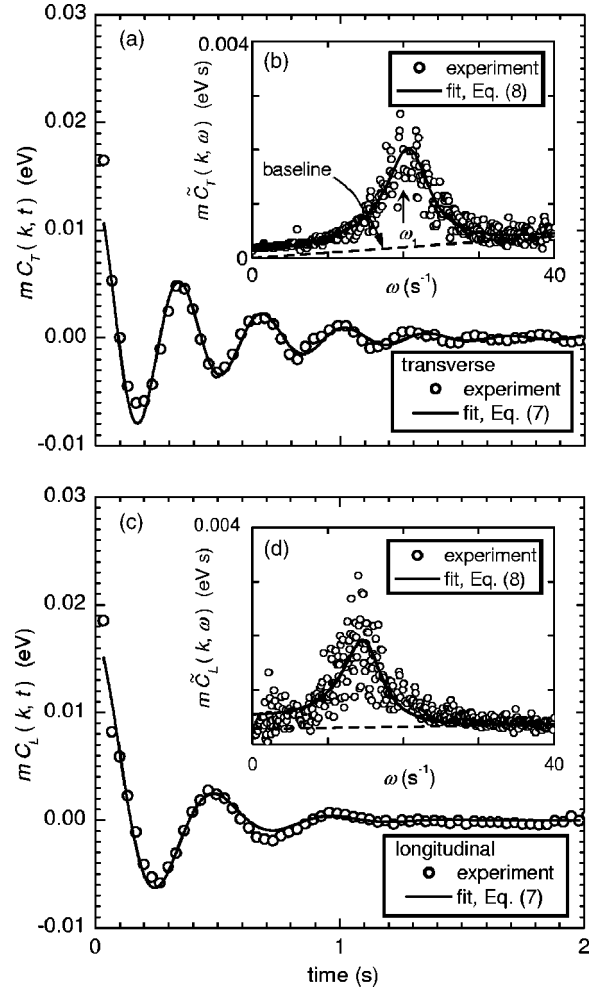 (a)
(b)
0.03
0.02
0.01
0.00
-0.01
m C_T (k, t) (eV)
0.004
0
m C̃_T (k, ω) (eV s)
experiment
fit, Eq. (8)
baseline
ω₁
0
40
ω (s⁻¹)
transverse
experiment
fit, Eq. (7)
(c)
(d)
0.03
0.02
0.01
0.00
-0.01
m C_L (k, t) (eV)
0.004
m C̃_L (k, ω) (eV s)
experiment
fit, Eq. (8)
0
40
ω (s⁻¹)
longitudinal
experiment
fit, Eq. (7)
0
1
2
time (s)